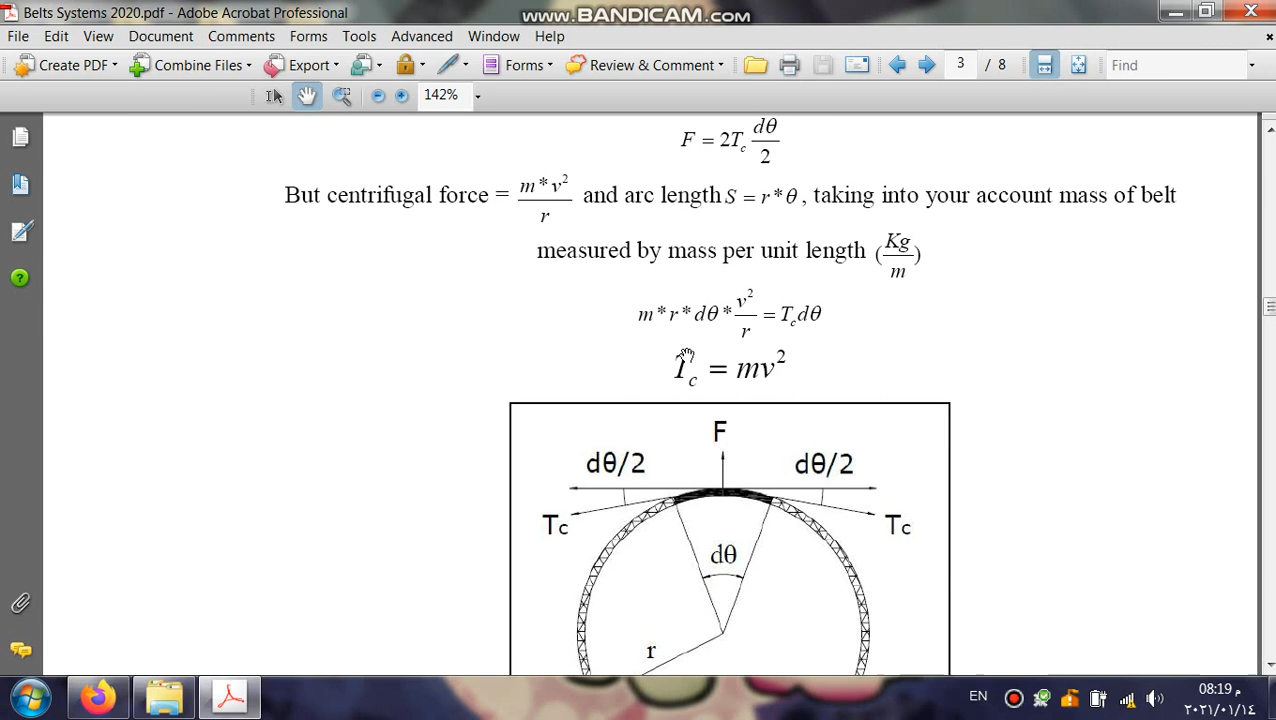 Belts Systems 2020.pdf - Adobe Acrobat Professional
www.BANDICAM.com
File Edit View Document Comments Forms Tools Advanced Window Help
Create PDF Combine Files Export Forms Review & Comment 3 / 8 Find
142%
F = 2T_c dθ/2
But centrifugal force = m*v²/r and arc length S = r*θ, taking into your account mass of belt
measured by mass per unit length (Kg/m)
m*r*dθ*v²/r = T_c dθ
T_c = mv²
F
dθ/2 dθ/2
Tc Tc
dθ
r
EN 08:19 م
٢٠٢١/٠١/١٤